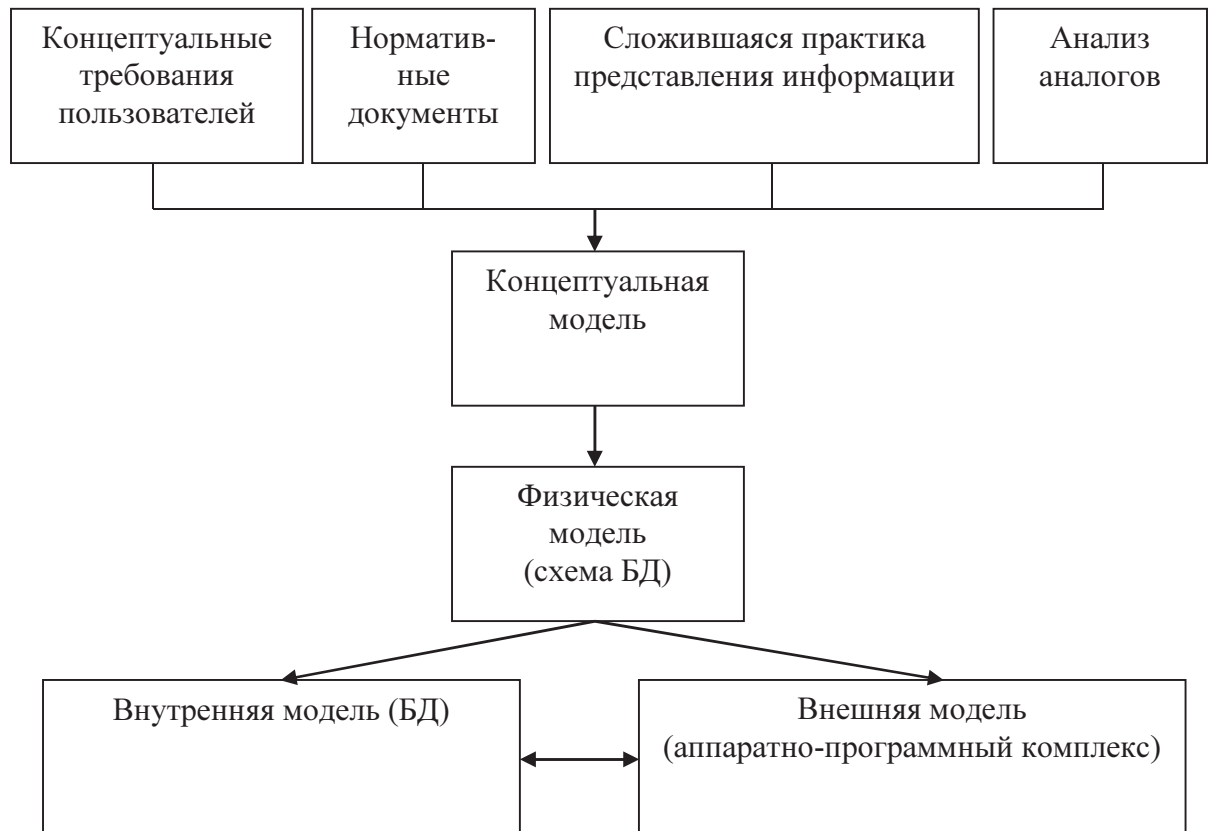 Концептуальные
требования
пользователей
Норматив-
ные
документы
Сложившаяся практика
представления информации
Анализ
аналогов
Концептуальная
модель
Физическая
модель
(схема БД)
Внутренняя модель (БД)
Внешняя модель
(аппаратно-программный комплекс)